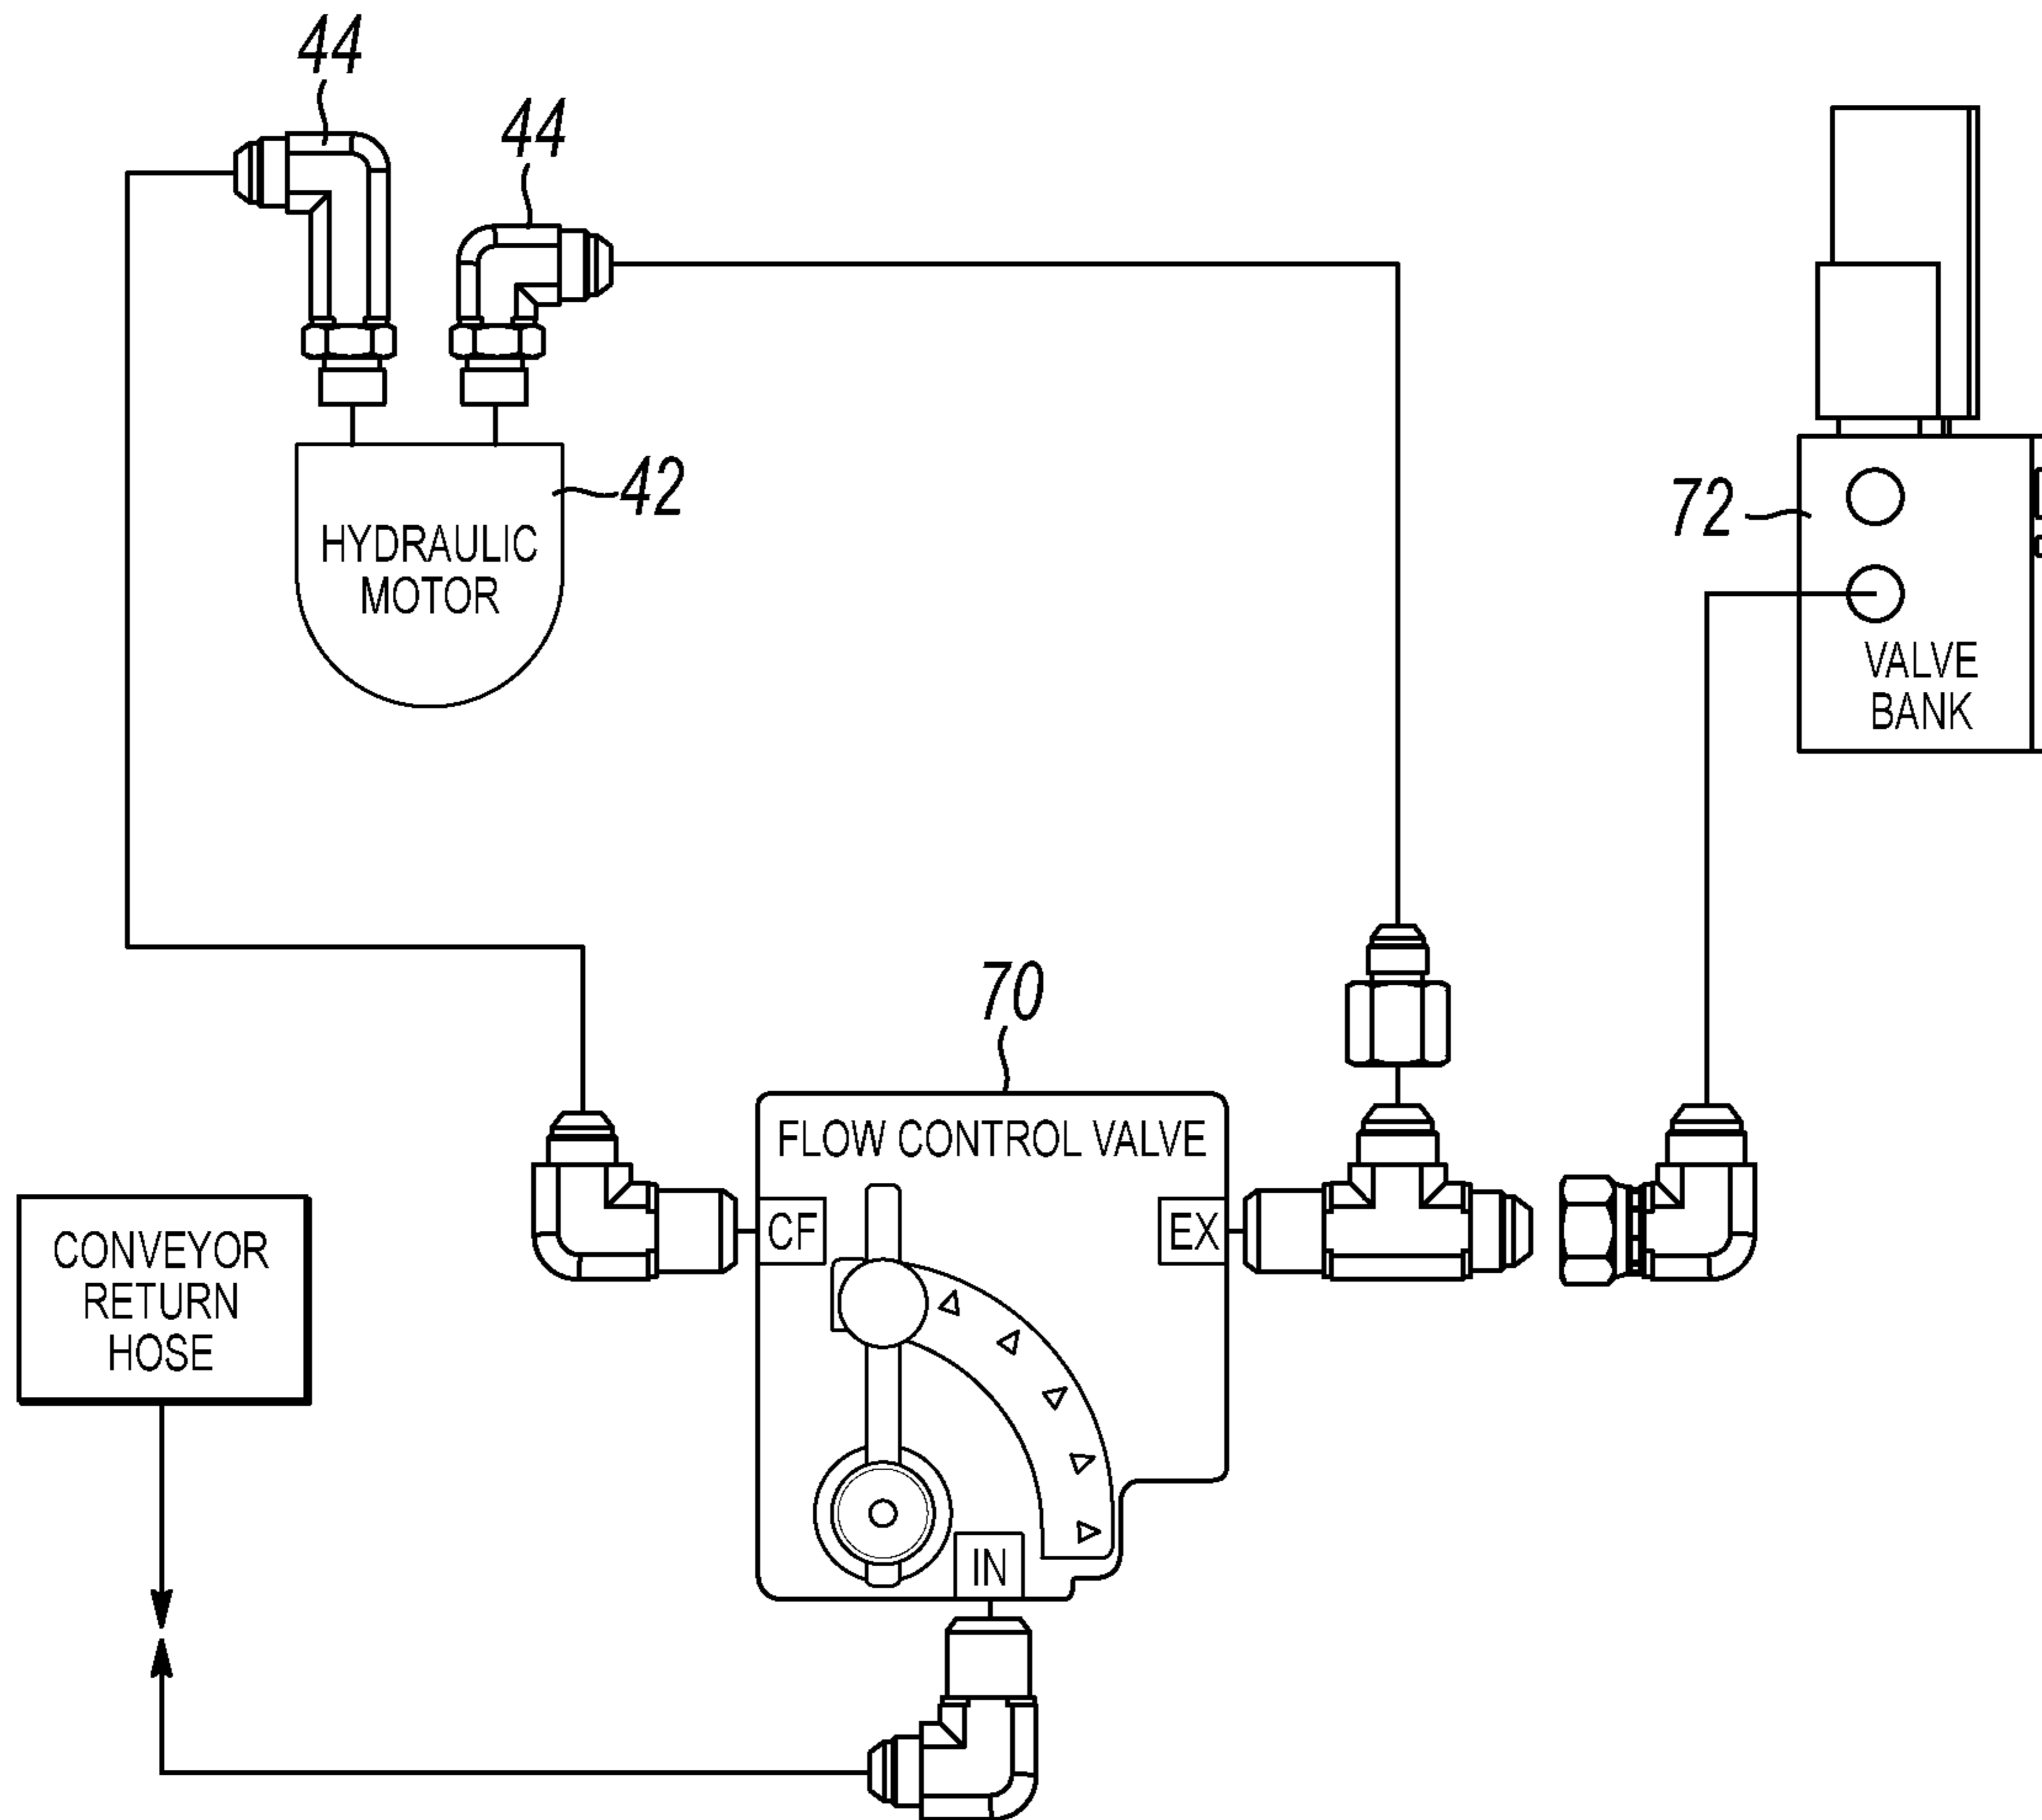 44
44
42
HYDRAULIC
MOTOR
72
VALVE
BANK
70
FLOW CONTROL VALVE
CF
EX
CONVEYOR
RETURN
HOSE
IN